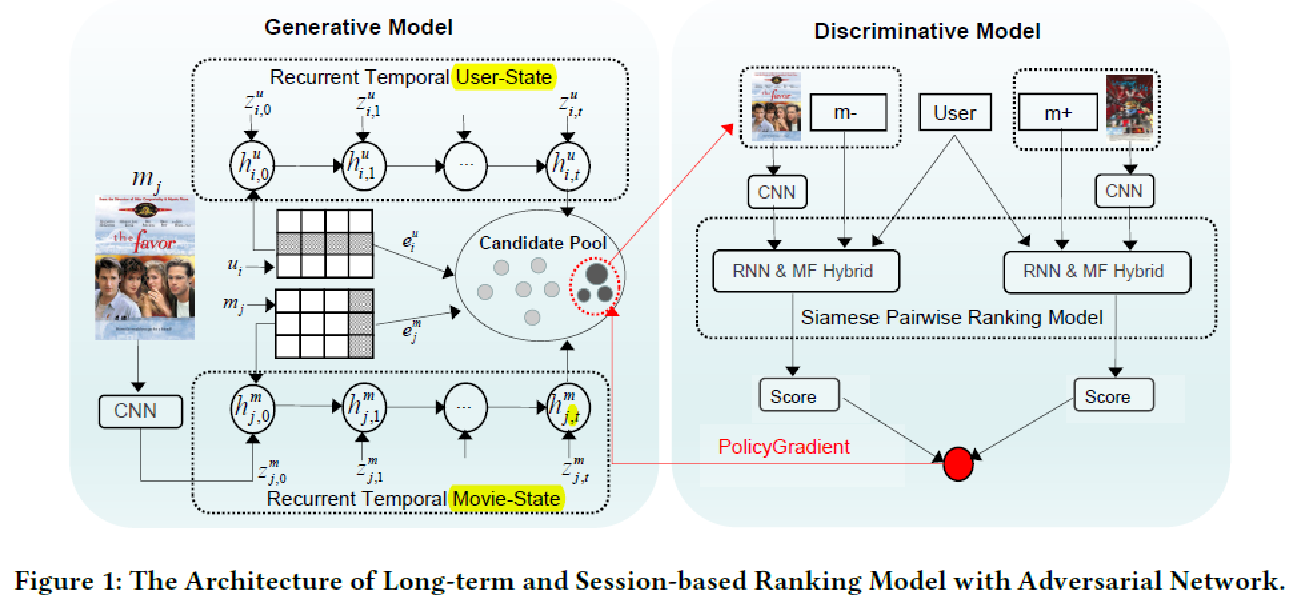 Generative Model
Recurrent Temporal User-State
z^u_{i,0} z^u_{i,1} z^u_{i,t}
h^u_{i,0} h^u_{i,1} ... h^u_{i,t}
m_j
the favor
u_i
e^u_i
Candidate Pool
m_j
e^m_j
CNN
h^m_{j,0} h^m_{j,1} ... h^m_{j,t}
z^m_{j,0} z^m_{j,1} z^m_{j,t}
Recurrent Temporal Movie-State
Discriminative Model
the favor
m- User m+
CNN CNN
RNN & MF Hybrid RNN & MF Hybrid
Siamese Pairwise Ranking Model
Score Score
PolicyGradient
Figure 1: The Architecture of Long-term and Session-based Ranking Model with Adversarial Network.